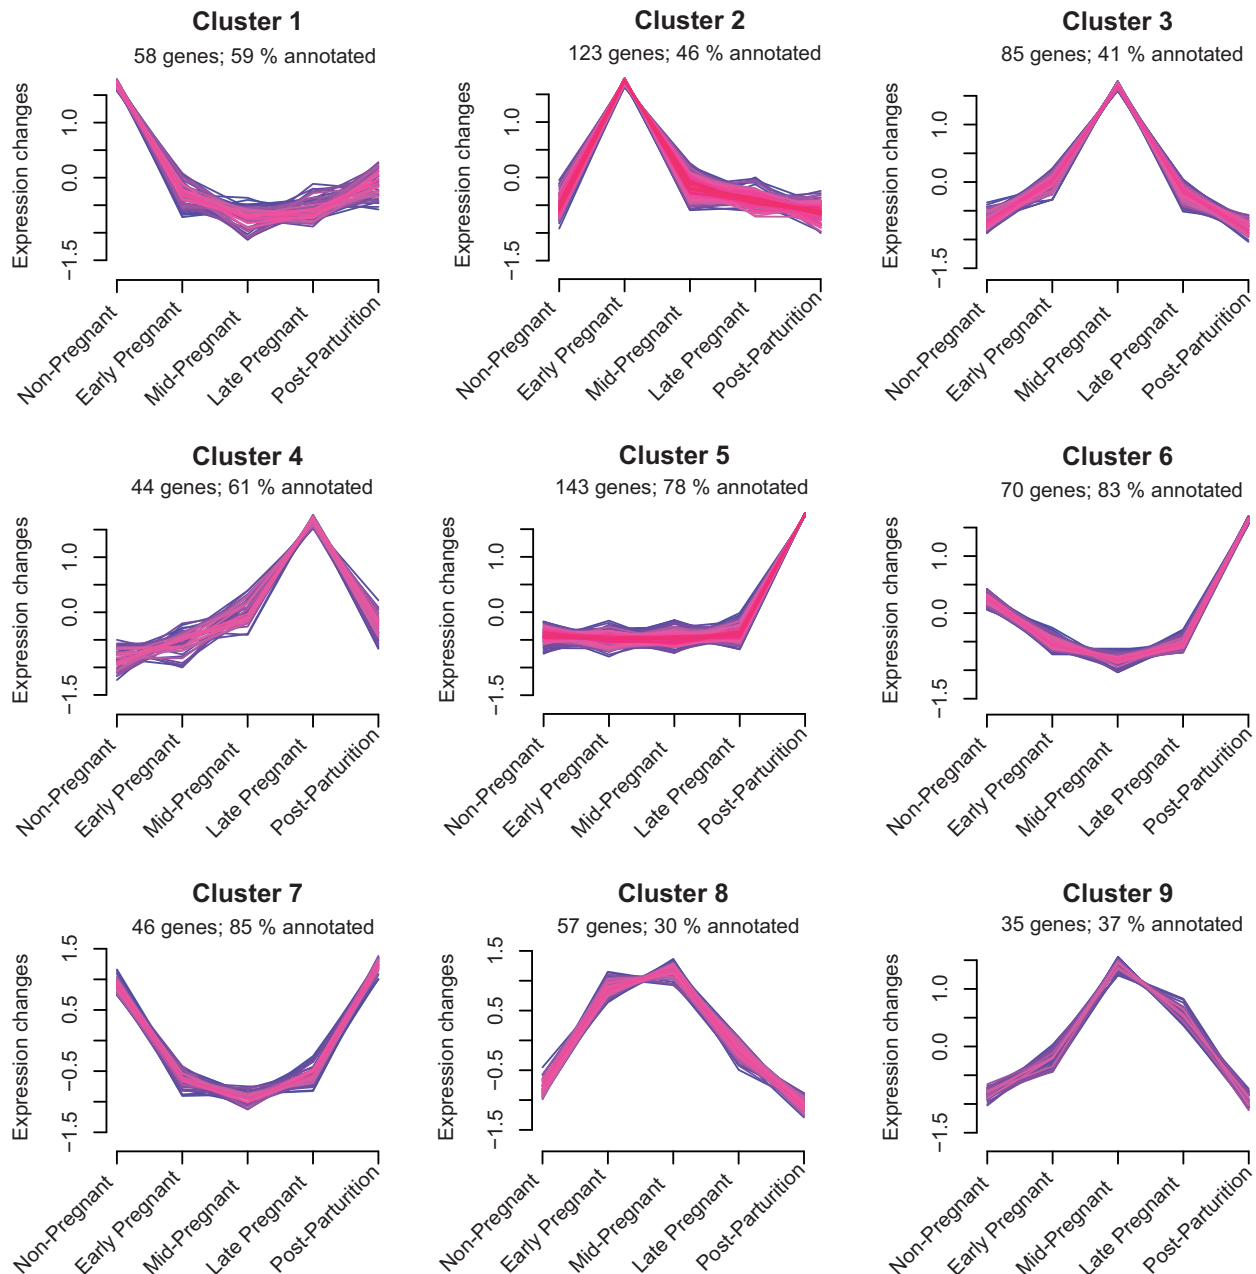 Cluster 1
58 genes; 59 % annotated
Expression changes
1.0
0.0
−1.5
Non-Pregnant
Early Pregnant
Mid-Pregnant
Late Pregnant
Post-Parturition
Cluster 2
123 genes; 46 % annotated
Expression changes
1.0
0.0
−1.5
Non-Pregnant
Early Pregnant
Mid-Pregnant
Late Pregnant
Post-Parturition
Cluster 3
85 genes; 41 % annotated
Expression changes
1.0
0.0
−1.5
Non-Pregnant
Early Pregnant
Mid-Pregnant
Late Pregnant
Post-Parturition
Cluster 4
44 genes; 61 % annotated
Expression changes
1.0
0.0
−1.5
Non-Pregnant
Early Pregnant
Mid-Pregnant
Late Pregnant
Post-Parturition
Cluster 5
143 genes; 78 % annotated
Expression changes
1.0
0.0
−1.5
Non-Pregnant
Early Pregnant
Mid-Pregnant
Late Pregnant
Post-Parturition
Cluster 6
70 genes; 83 % annotated
Expression changes
1.0
0.0
−1.5
Non-Pregnant
Early Pregnant
Mid-Pregnant
Late Pregnant
Post-Parturition
Cluster 7
46 genes; 85 % annotated
Expression changes
1.5
0.5
−0.5
−1.5
Non-Pregnant
Early Pregnant
Mid-Pregnant
Late Pregnant
Post-Parturition
Cluster 8
57 genes; 30 % annotated
Expression changes
1.5
0.5
−0.5
−1.5
Non-Pregnant
Early Pregnant
Mid-Pregnant
Late Pregnant
Post-Parturition
Cluster 9
35 genes; 37 % annotated
Expression changes
1.0
0.0
−1.5
Non-Pregnant
Early Pregnant
Mid-Pregnant
Late Pregnant
Post-Parturition